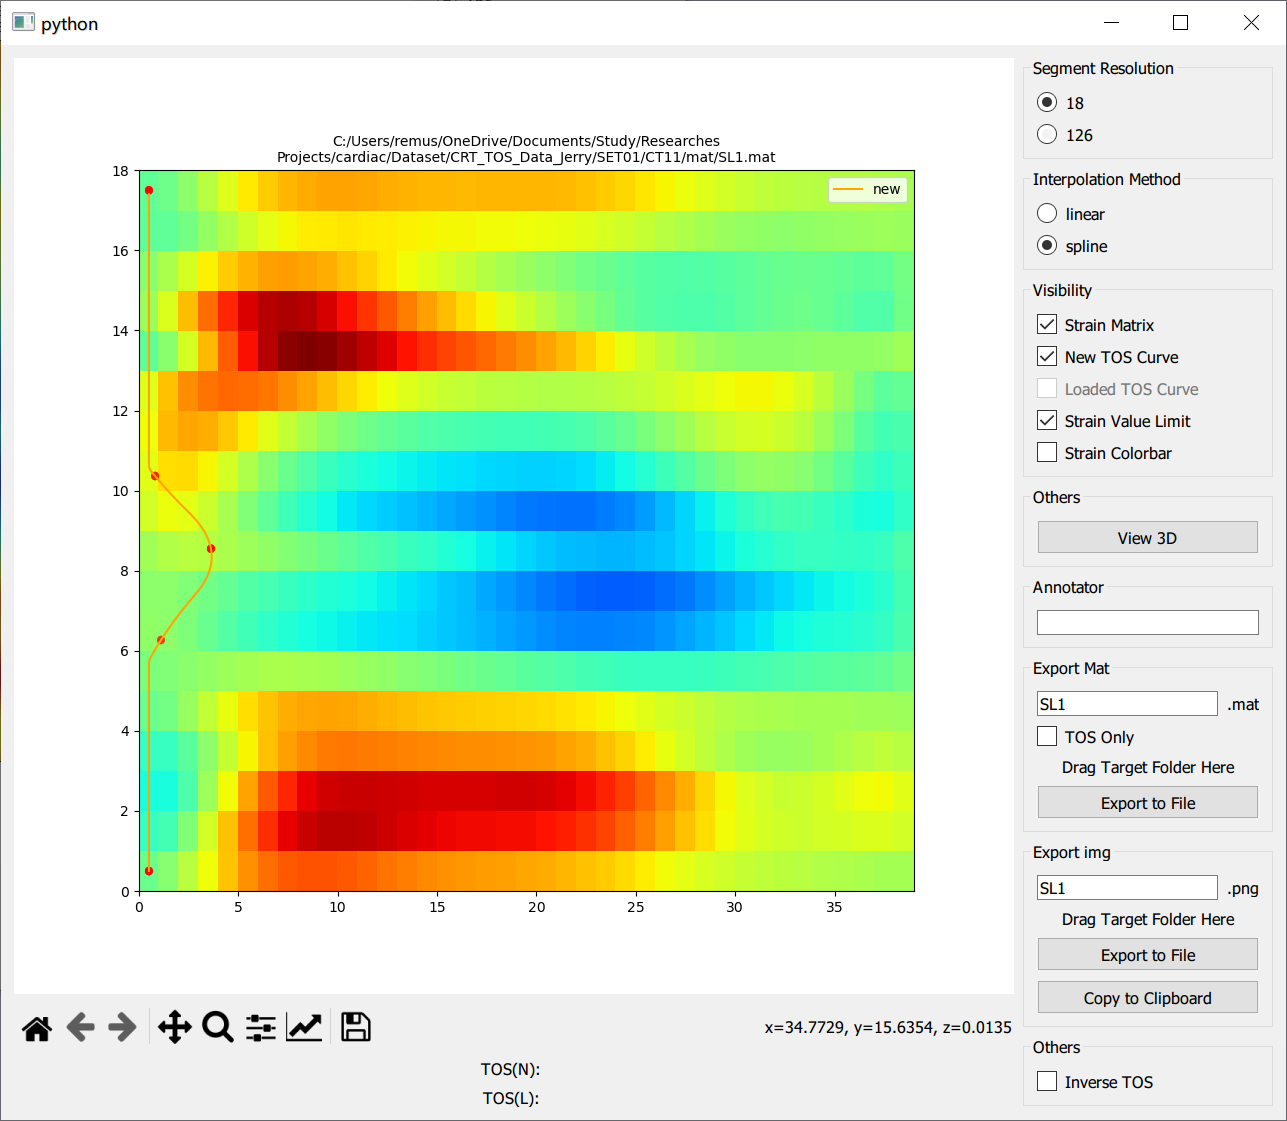 python
C:/Users/remus/OneDrive/Documents/Study/Researches
Projects/cardiac/Dataset/CRT_TOS_Data_Jerry/SET01/CT11/mat/SL1.mat
new
18
16
14
12
10
8
6
4
2
0
0 5 10 15 20 25 30 35
x=34.7729, y=15.6354, z=0.0135
TOS(N):
TOS(L):
Segment Resolution
18
126
Interpolation Method
linear
spline
Visibility
Strain Matrix
New TOS Curve
Loaded TOS Curve
Strain Value Limit
Strain Colorbar
Others
View 3D
Annotator
Export Mat
SL1 .mat
TOS Only
Drag Target Folder Here
Export to File
Export img
SL1 .png
Drag Target Folder Here
Export to File
Copy to Clipboard
Others
Inverse TOS